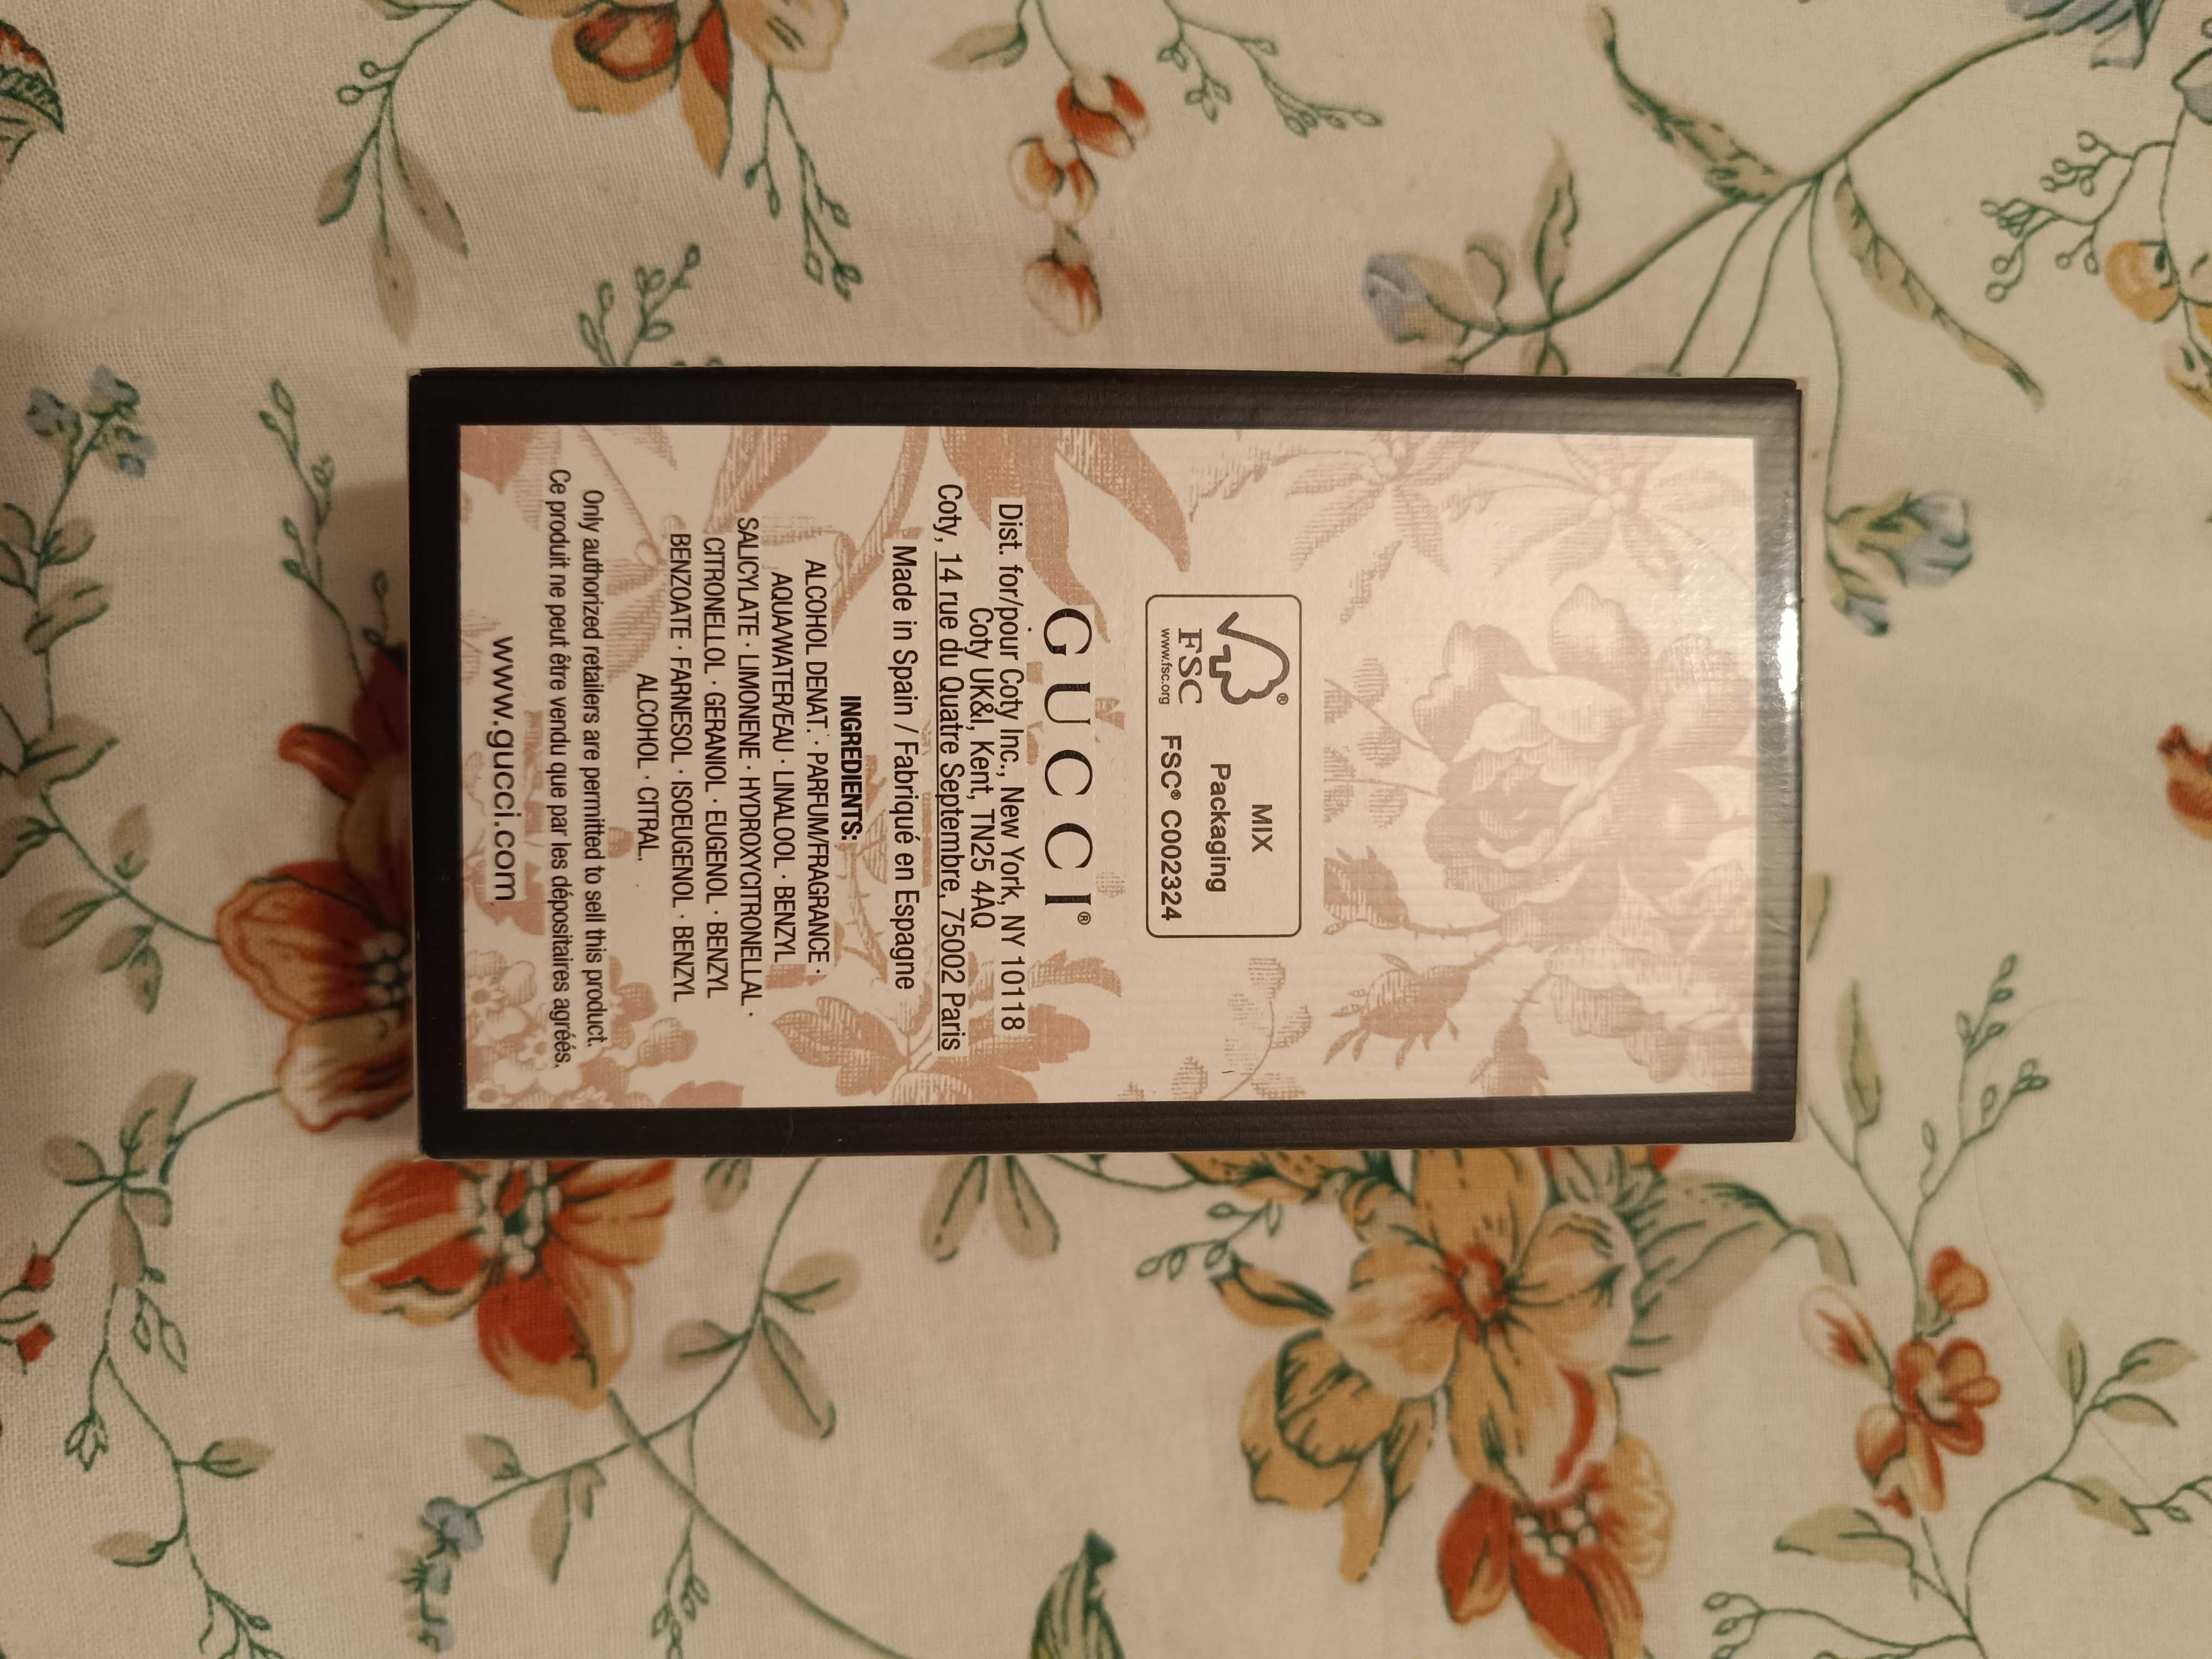 MIX
Packaging
FSC® C002324
®
FSC
www.fsc.org
GUCCI®
Dist. for/pour Coty Inc., New York, NY 10118
Coty UK&I, Kent, TN25 4AQ
Coty, 14 rue du Quatre Septembre, 75002 Paris
Made in Spain / Fabriqué en Espagne
INGREDIENTS:
ALCOHOL DENAT. · PARFUM/FRAGRANCE ·
AQUA/WATER/EAU · LINALOOL · BENZYL
SALICYLATE · LIMONENE · HYDROXYCITRONELLAL ·
CITRONELLOL · GERANIOL · EUGENOL · BENZYL
BENZOATE · FARNESOL · ISOEUGENOL · BENZYL
ALCOHOL · CITRAL.
Only authorized retailers are permitted to sell this product.
Ce produit ne peut être vendu que par les dépositaires agréés.
www.gucci.com